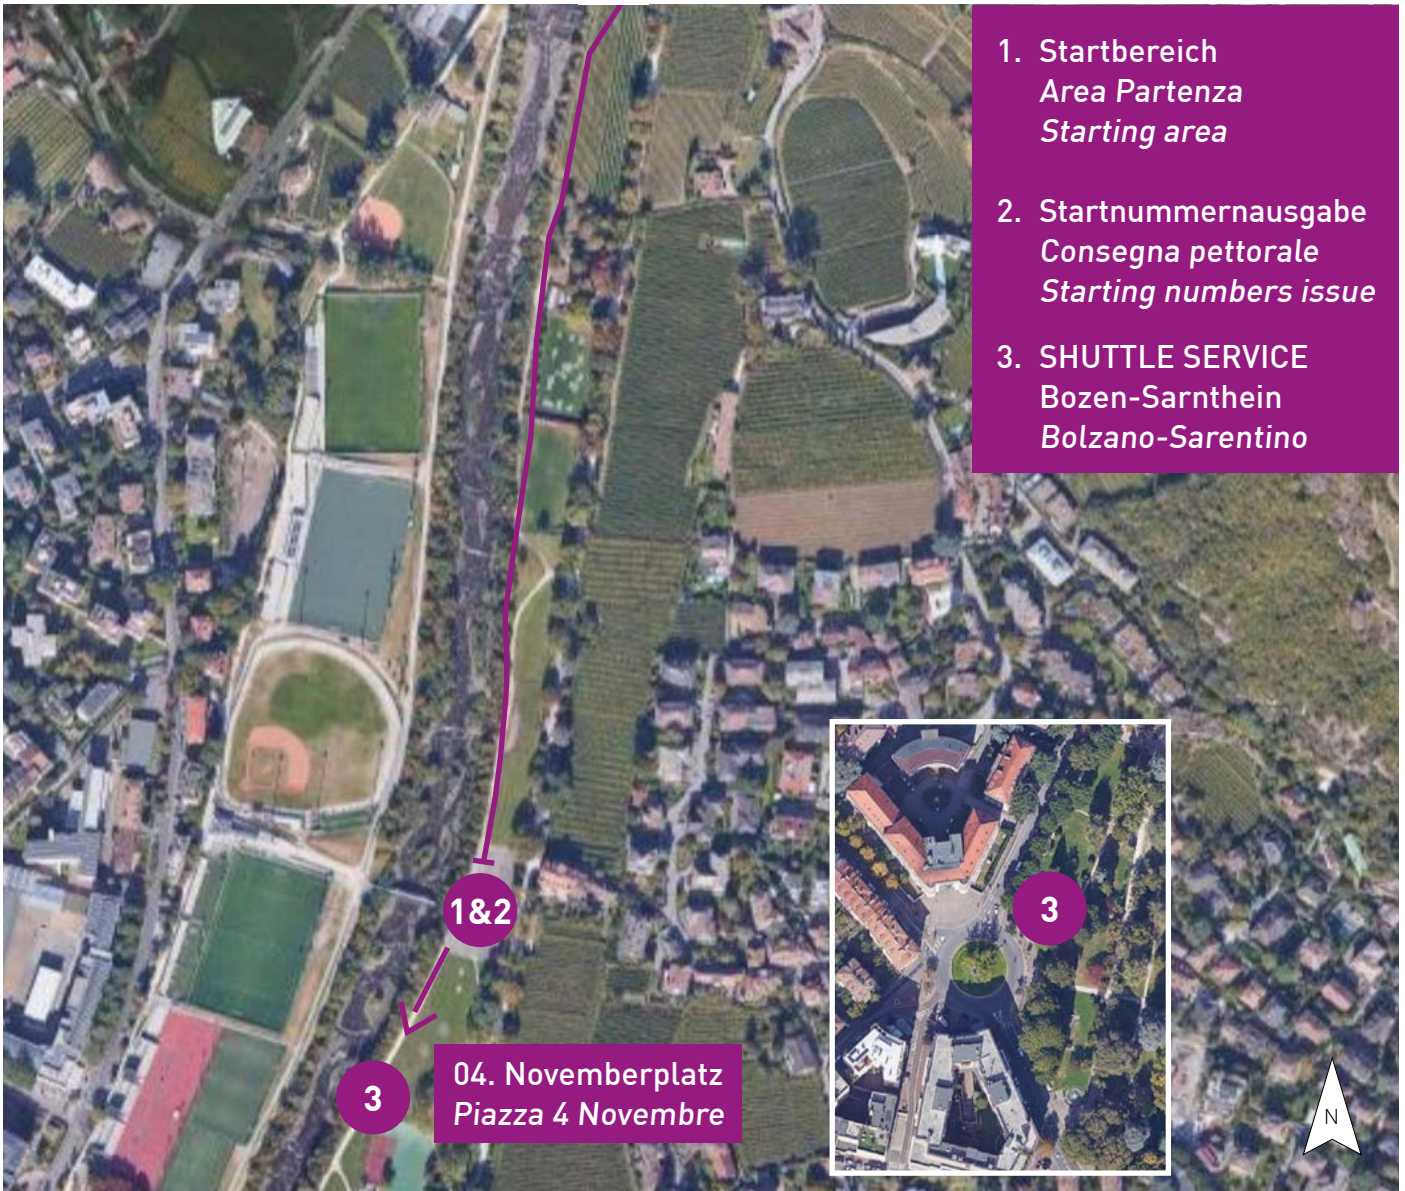 1. Startbereich
Area Partenza
Starting area
2. Startnummernausgabe
Consegna pettorale
Starting numbers issue
3. SHUTTLE SERVICE
Bozen-Sarnthein
Bolzano-Sarentino
1&2
3
04. Novemberplatz
Piazza 4 Novembre
3
N